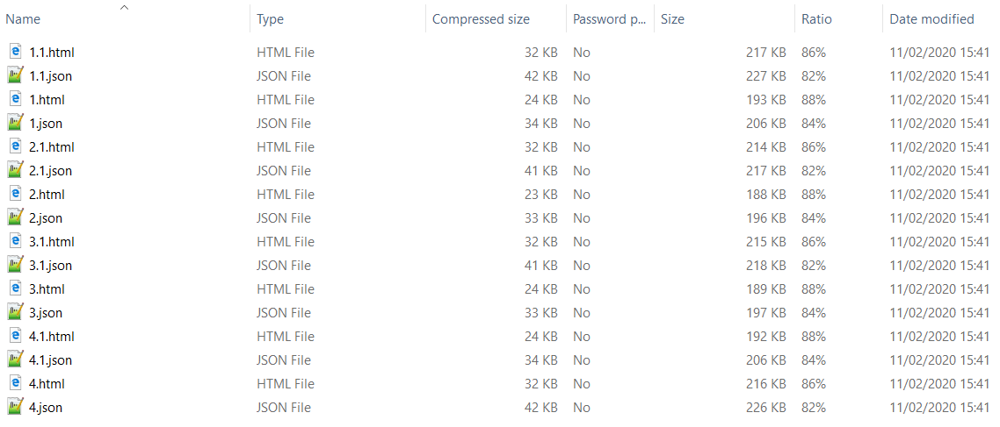 Name Type Compressed size Password p... Size Ratio Date modified
1.1.html HTML File 32 KB No 217 KB 86% 11/02/2020 15:41
1.1.json JSON File 42 KB No 227 KB 82% 11/02/2020 15:41
1.html HTML File 24 KB No 193 KB 88% 11/02/2020 15:41
1.json JSON File 34 KB No 206 KB 84% 11/02/2020 15:41
2.1.html HTML File 32 KB No 214 KB 86% 11/02/2020 15:41
2.1.json JSON File 41 KB No 217 KB 82% 11/02/2020 15:41
2.html HTML File 23 KB No 188 KB 88% 11/02/2020 15:41
2.json JSON File 33 KB No 196 KB 84% 11/02/2020 15:41
3.1.html HTML File 32 KB No 215 KB 86% 11/02/2020 15:41
3.1.json JSON File 41 KB No 218 KB 82% 11/02/2020 15:41
3.html HTML File 24 KB No 189 KB 88% 11/02/2020 15:41
3.json JSON File 33 KB No 197 KB 84% 11/02/2020 15:41
4.1.html HTML File 24 KB No 192 KB 88% 11/02/2020 15:41
4.1.json JSON File 34 KB No 206 KB 84% 11/02/2020 15:41
4.html HTML File 32 KB No 216 KB 86% 11/02/2020 15:41
4.json JSON File 42 KB No 226 KB 82% 11/02/2020 15:41